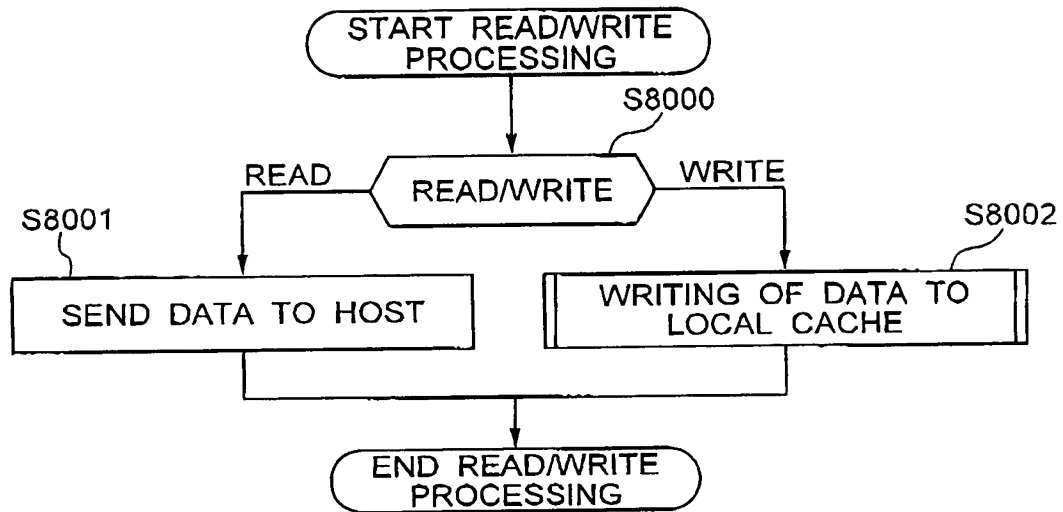 START READ/WRITE
PROCESSING
S8000
READ
READ/WRITE
WRITE
S8001
S8002
SEND DATA TO HOST
WRITING OF DATA TO
LOCAL CACHE
END READ/WRITE
PROCESSING